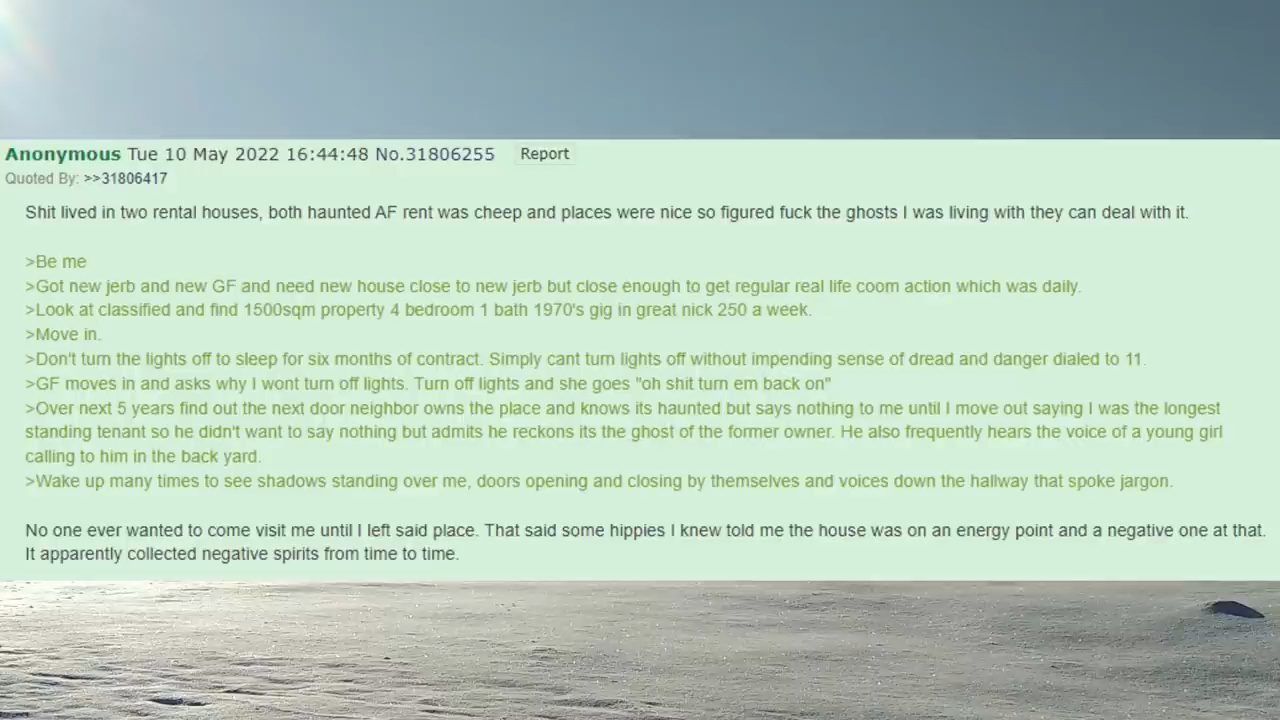 Anonymous Tue 10 May 2022 16:44:48 No.31806255 Report
Quoted By: >>31806417
Shit lived in two rental houses, both haunted AF rent was cheep and places were nice so figured fuck the ghosts I was living with they can deal with it.
>Be me
>Got new jerb and new GF and need new house close to new jerb but close enough to get regular real life coom action which was daily.
>Look at classified and find 1500sqm property 4 bedroom 1 bath 1970's gig in great nick 250 a week.
>Move in.
>Don't turn the lights off to sleep for six months of contract. Simply cant turn lights off without impending sense of dread and danger dialed to 11.
>GF moves in and asks why I wont turn off lights. Turn off lights and she goes "oh shit turn em back on"
>Over next 5 years find out the next door neighbor owns the place and knows its haunted but says nothing to me until I move out saying I was the longest
standing tenant so he didn't want to say nothing but admits he reckons its the ghost of the former owner. He also frequently hears the voice of a young girl
calling to him in the back yard.
>Wake up many times to see shadows standing over me, doors opening and closing by themselves and voices down the hallway that spoke jargon.
No one ever wanted to come visit me until I left said place. That said some hippies I knew told me the house was on an energy point and a negative one at that.
It apparently collected negative spirits from time to time.